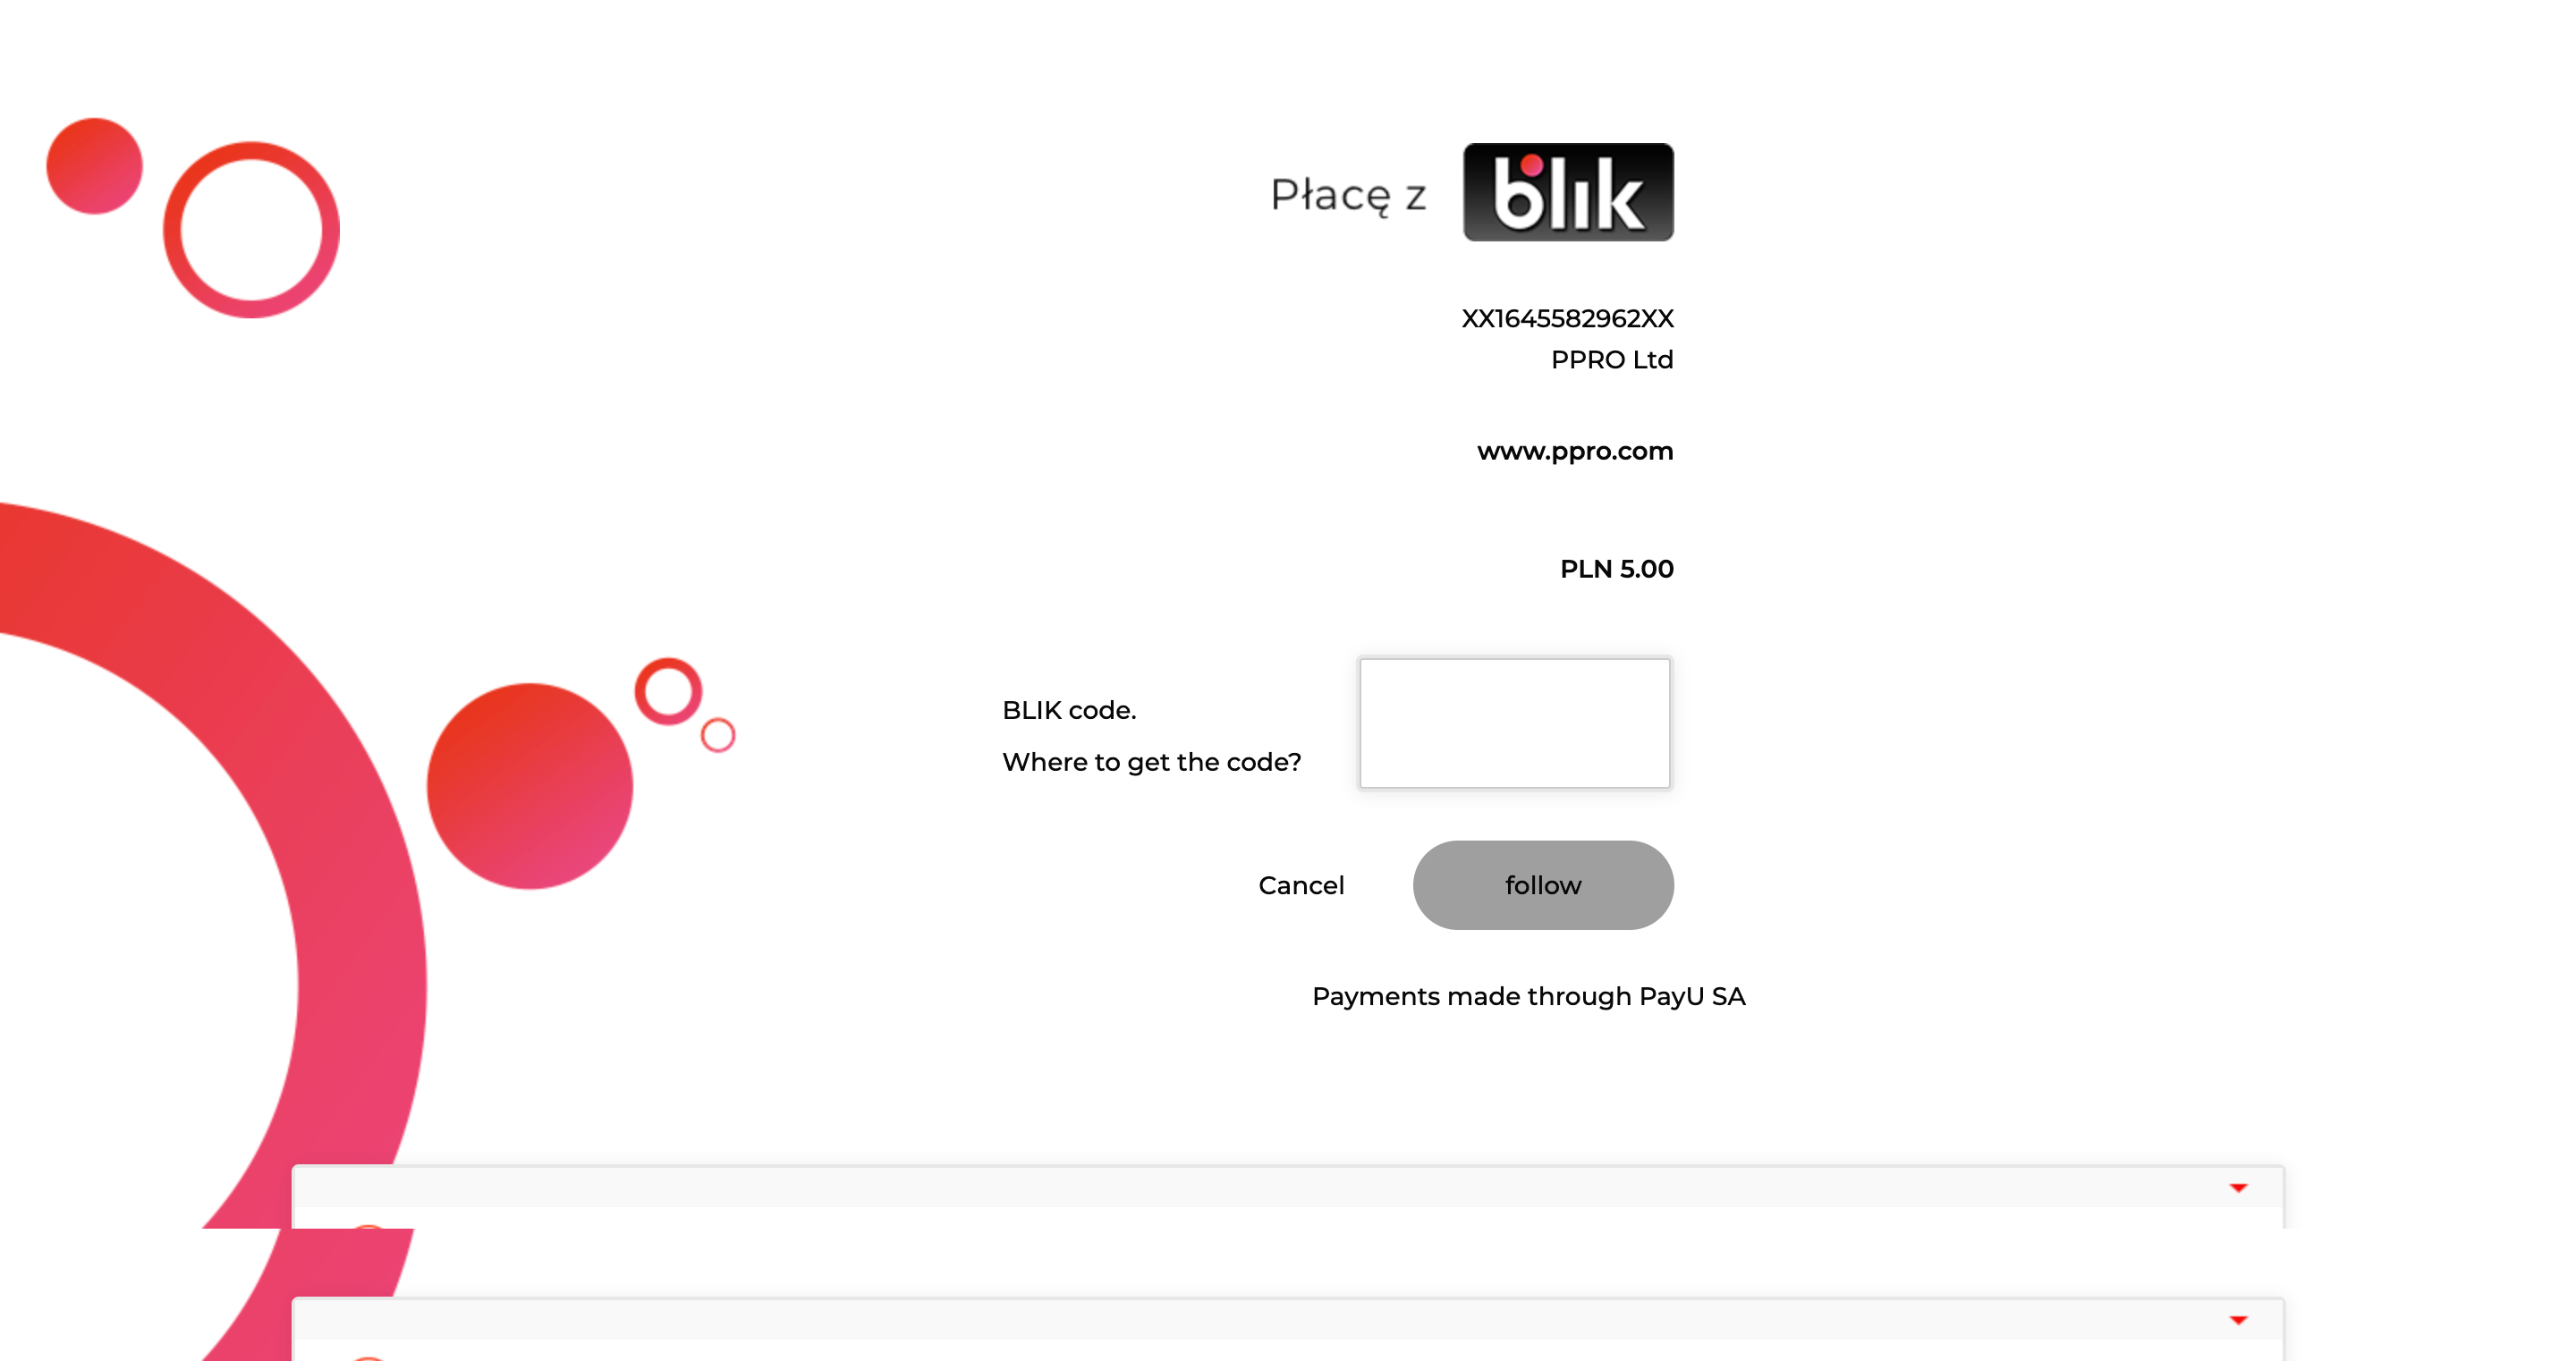 Płacę z blik
XX1645582962XX
PPRO Ltd
www.ppro.com
PLN 5.00
BLIK code.
Where to get the code?
Cancel follow
Payments made through PayU SA